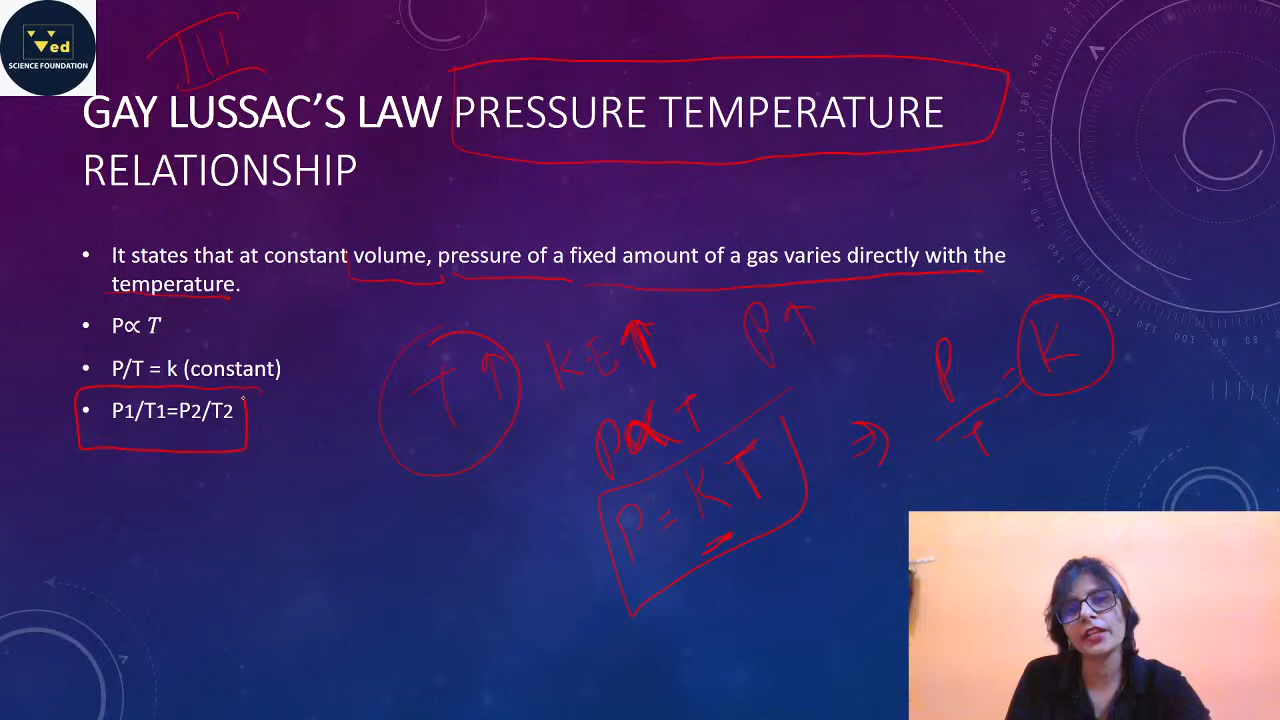 ved
SCIENCE FOUNDATION
III
GAY LUSSAC'S LAW PRESSURE TEMPERATURE
RELATIONSHIP
• It states that at constant volume, pressure of a fixed amount of a gas varies directly with the
temperature.
• P∝ T
• P/T = k (constant)
• P1/T1=P2/T2
T↑ KE↑ P↑
P∝T
P=KT
⇒ P/T = K